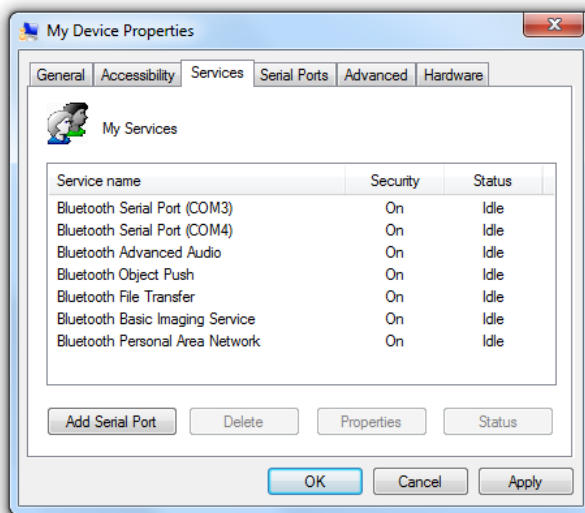 My Device Properties
General Accessibility Services Serial Ports Advanced Hardware
My Services
Service name Security Status
Bluetooth Serial Port (COM3) On Idle
Bluetooth Serial Port (COM4) On Idle
Bluetooth Advanced Audio On Idle
Bluetooth Object Push On Idle
Bluetooth File Transfer On Idle
Bluetooth Basic Imaging Service On Idle
Bluetooth Personal Area Network On Idle
Add Serial Port Delete Properties Status
OK Cancel Apply